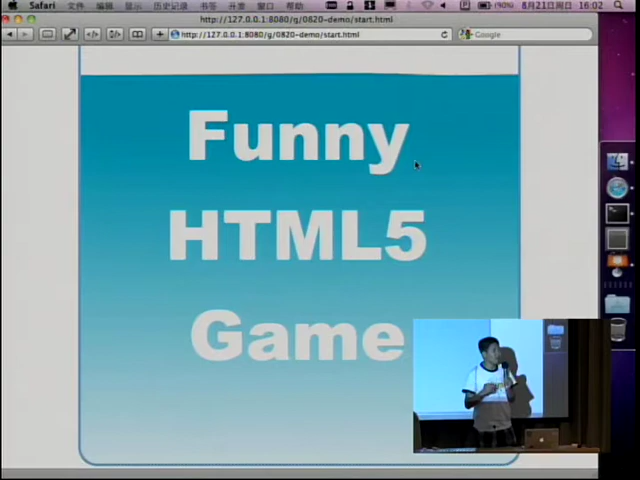 Safari 文件 编辑 显示 历史记录 书签 开发 窗口 帮助 (90%) 8月21日周日 16:02
http://127.0.0.1:8080/g/0820-demo/start.html
http://127.0.0.1:8080/g/0820-demo/start.html Google
Funny
HTML5
Game